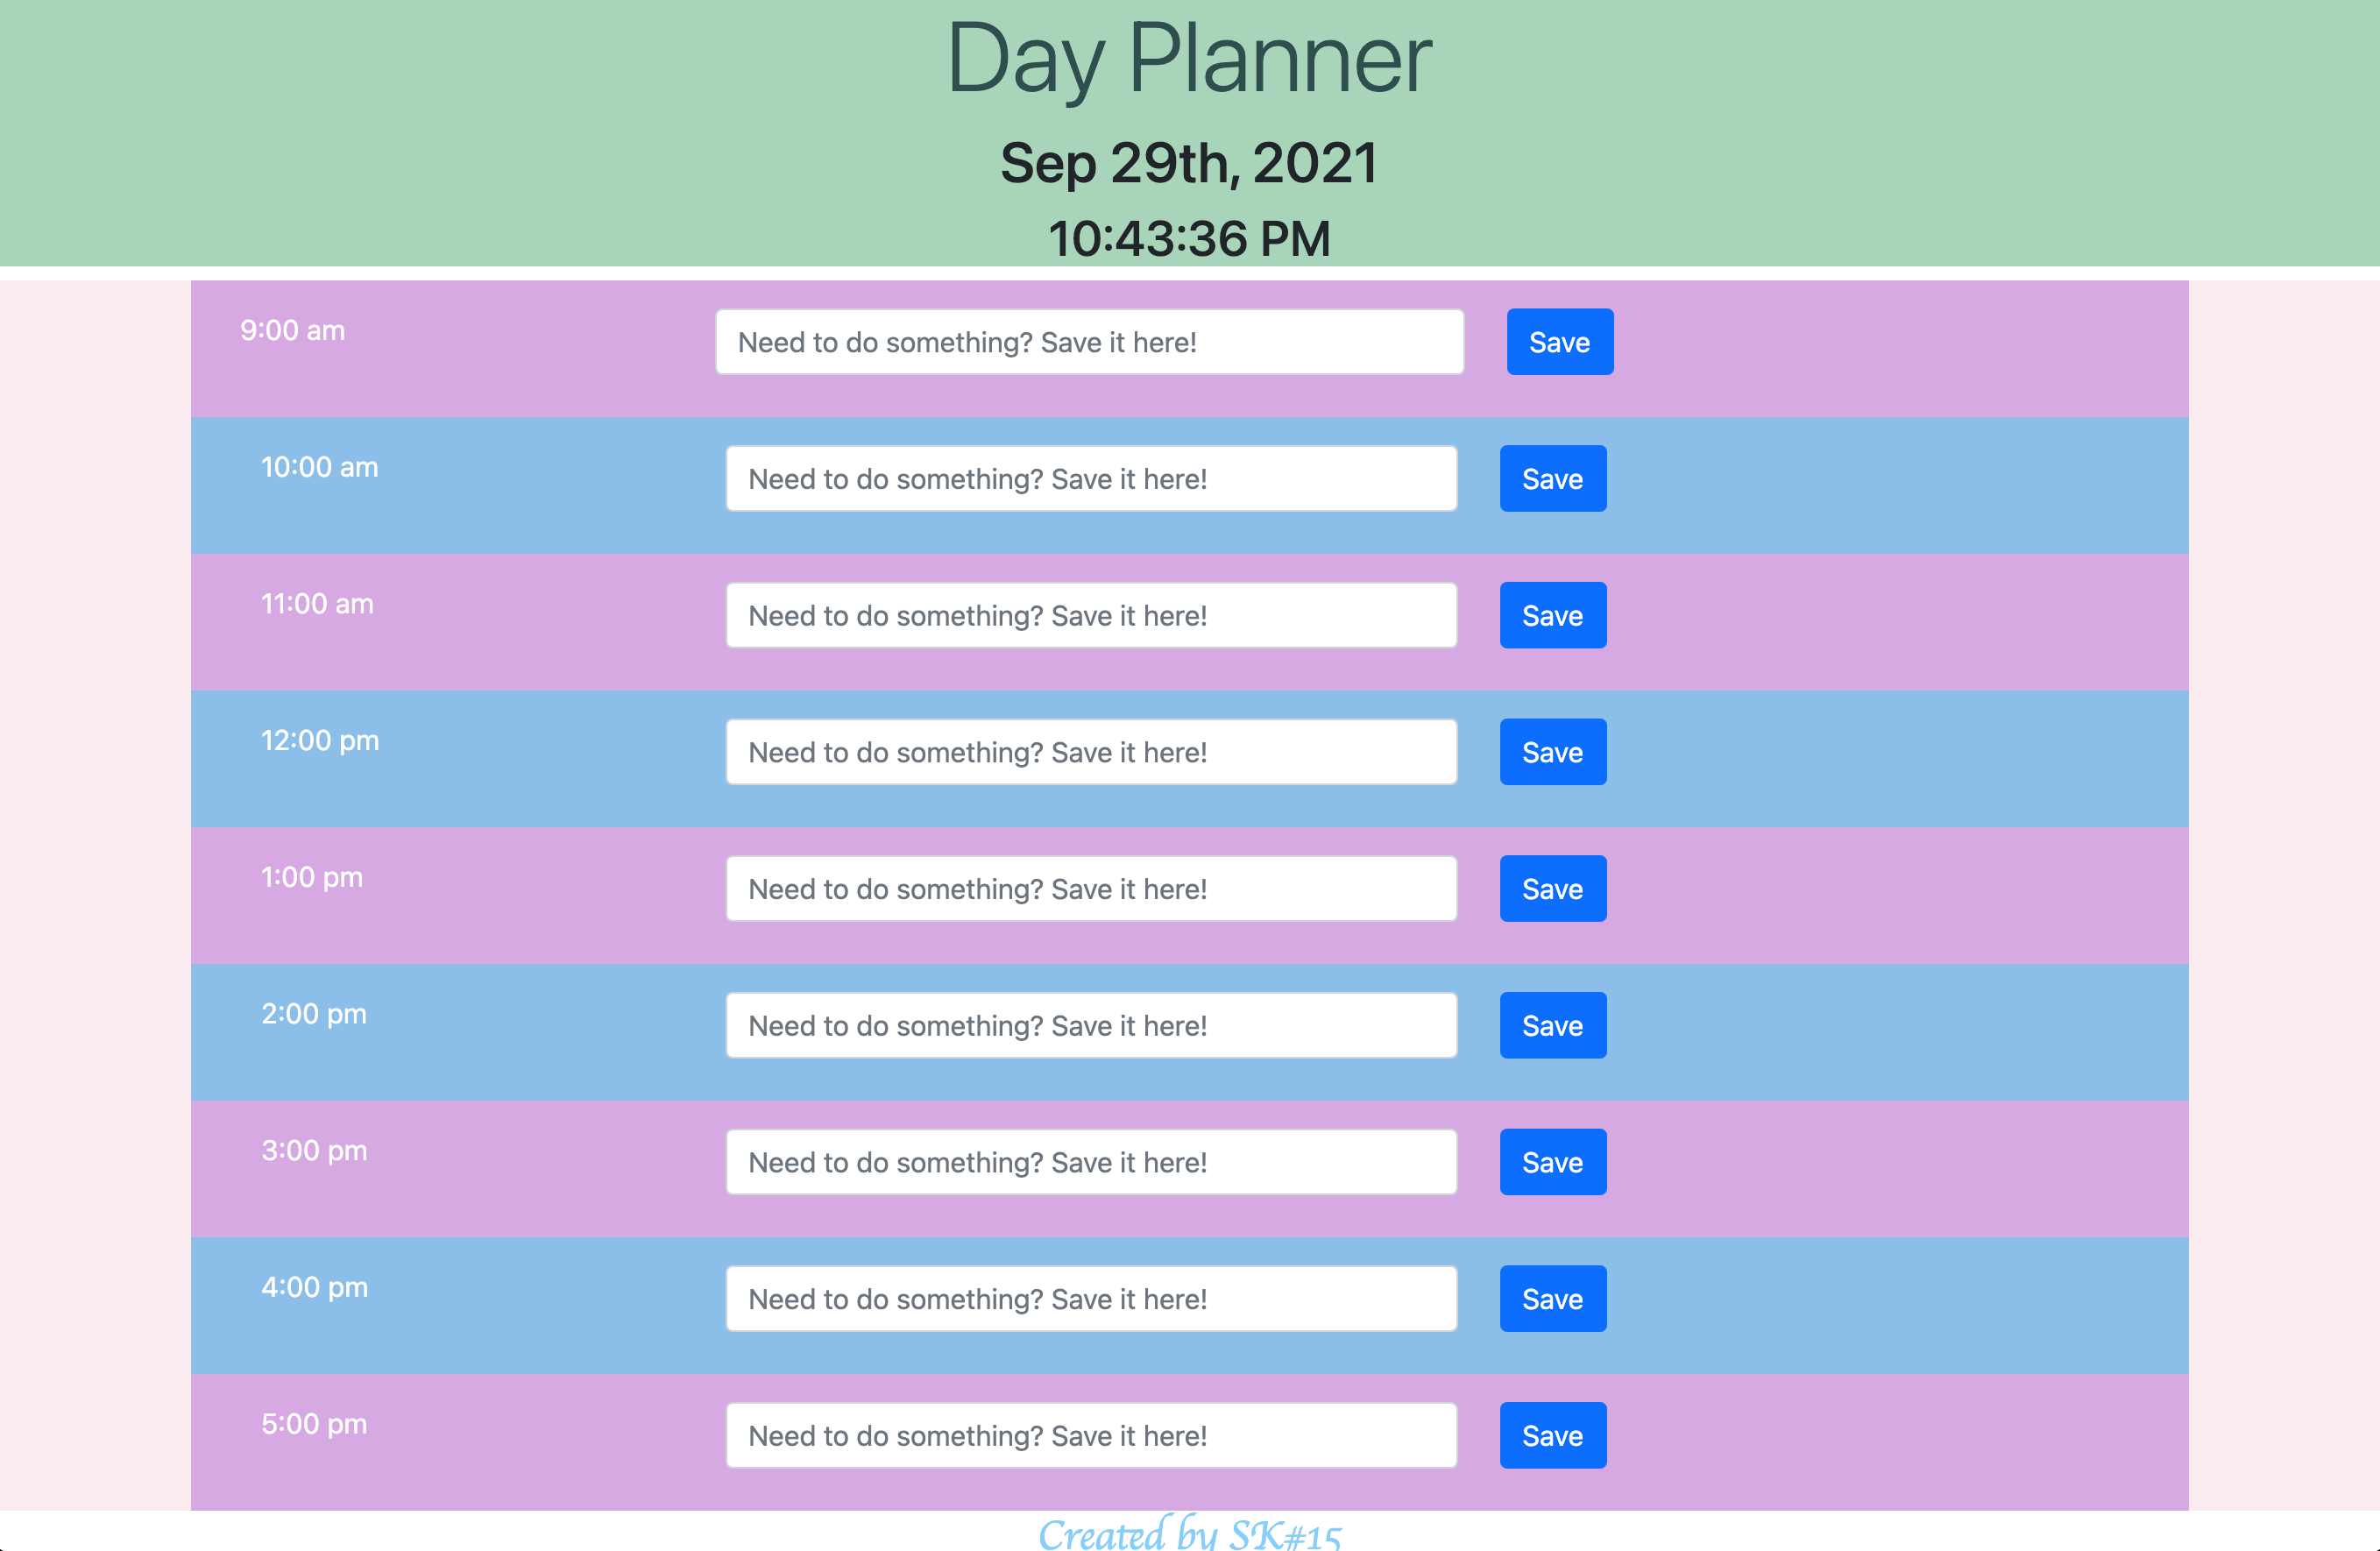 Day Planner
Sep 29th, 2021
10:43:36 PM
9:00 am Need to do something? Save it here! Save
10:00 am Need to do something? Save it here! Save
11:00 am Need to do something? Save it here! Save
12:00 pm Need to do something? Save it here! Save
1:00 pm Need to do something? Save it here! Save
2:00 pm Need to do something? Save it here! Save
3:00 pm Need to do something? Save it here! Save
4:00 pm Need to do something? Save it here! Save
5:00 pm Need to do something? Save it here! Save
Created by SK#15